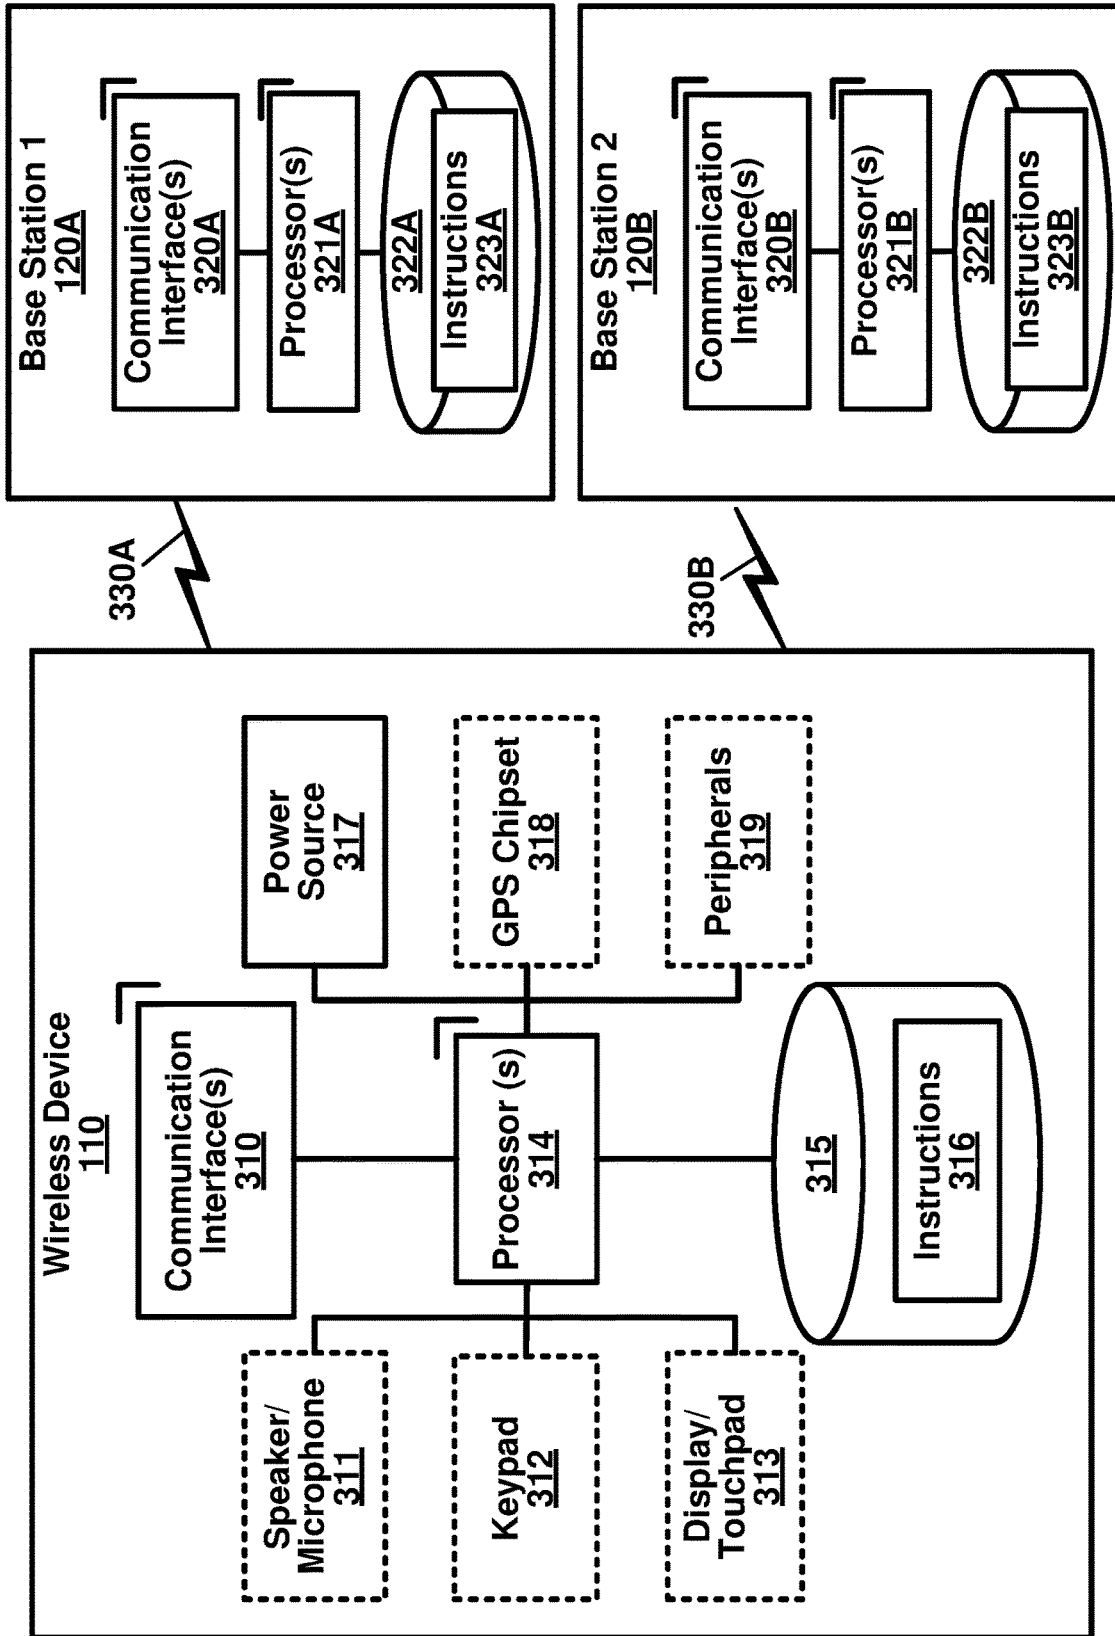 Wireless Device
110
Communication
Interface(s)
310
Speaker/
Microphone
311
Keypad
312
Display/
Touchpad
313
Processor (s)
314
315
Instructions
316
Power
Source
317
GPS Chipset
318
Peripherals
319
330A
330B
Base Station 1
120A
Communication
Interface(s)
320A
Processor(s)
321A
322A
Instructions
323A
Base Station 2
120B
Communication
Interface(s)
320B
Processor(s)
321B
322B
Instructions
323B